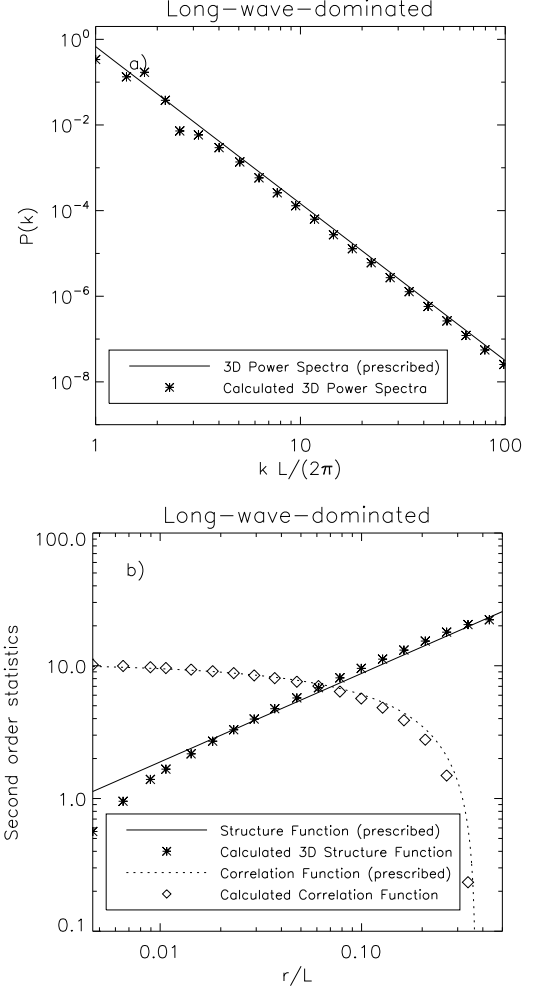 Long-wave-dominated
a)
10⁰
10⁻²
10⁻⁴
10⁻⁶
10⁻⁸
P(k)
3D Power Spectra (prescribed)
Calculated 3D Power Spectra
1
10
100
k L/(2π)
Long-wave-dominated
b)
100.0
10.0
1.0
0.1
Second order statistics
Structure Function (prescribed)
Calculated 3D Structure Function
Correlation Function (prescribed)
Calculated Correlation Function
0.01
0.10
r/L